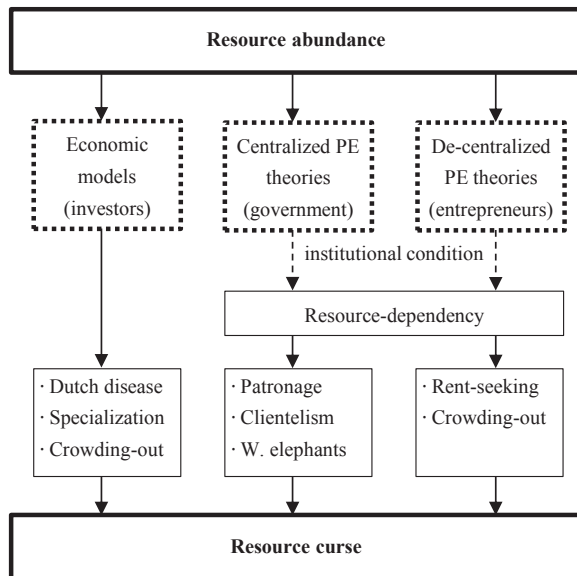 Resource abundance
Economic
models
(investors)
Centralized PE
theories
(government)
De-centralized
PE theories
(entrepreneurs)
institutional condition
Resource-dependency
· Dutch disease
· Specialization
· Crowding-out
· Patronage
· Clientelism
· W. elephants
· Rent-seeking
· Crowding-out
Resource curse